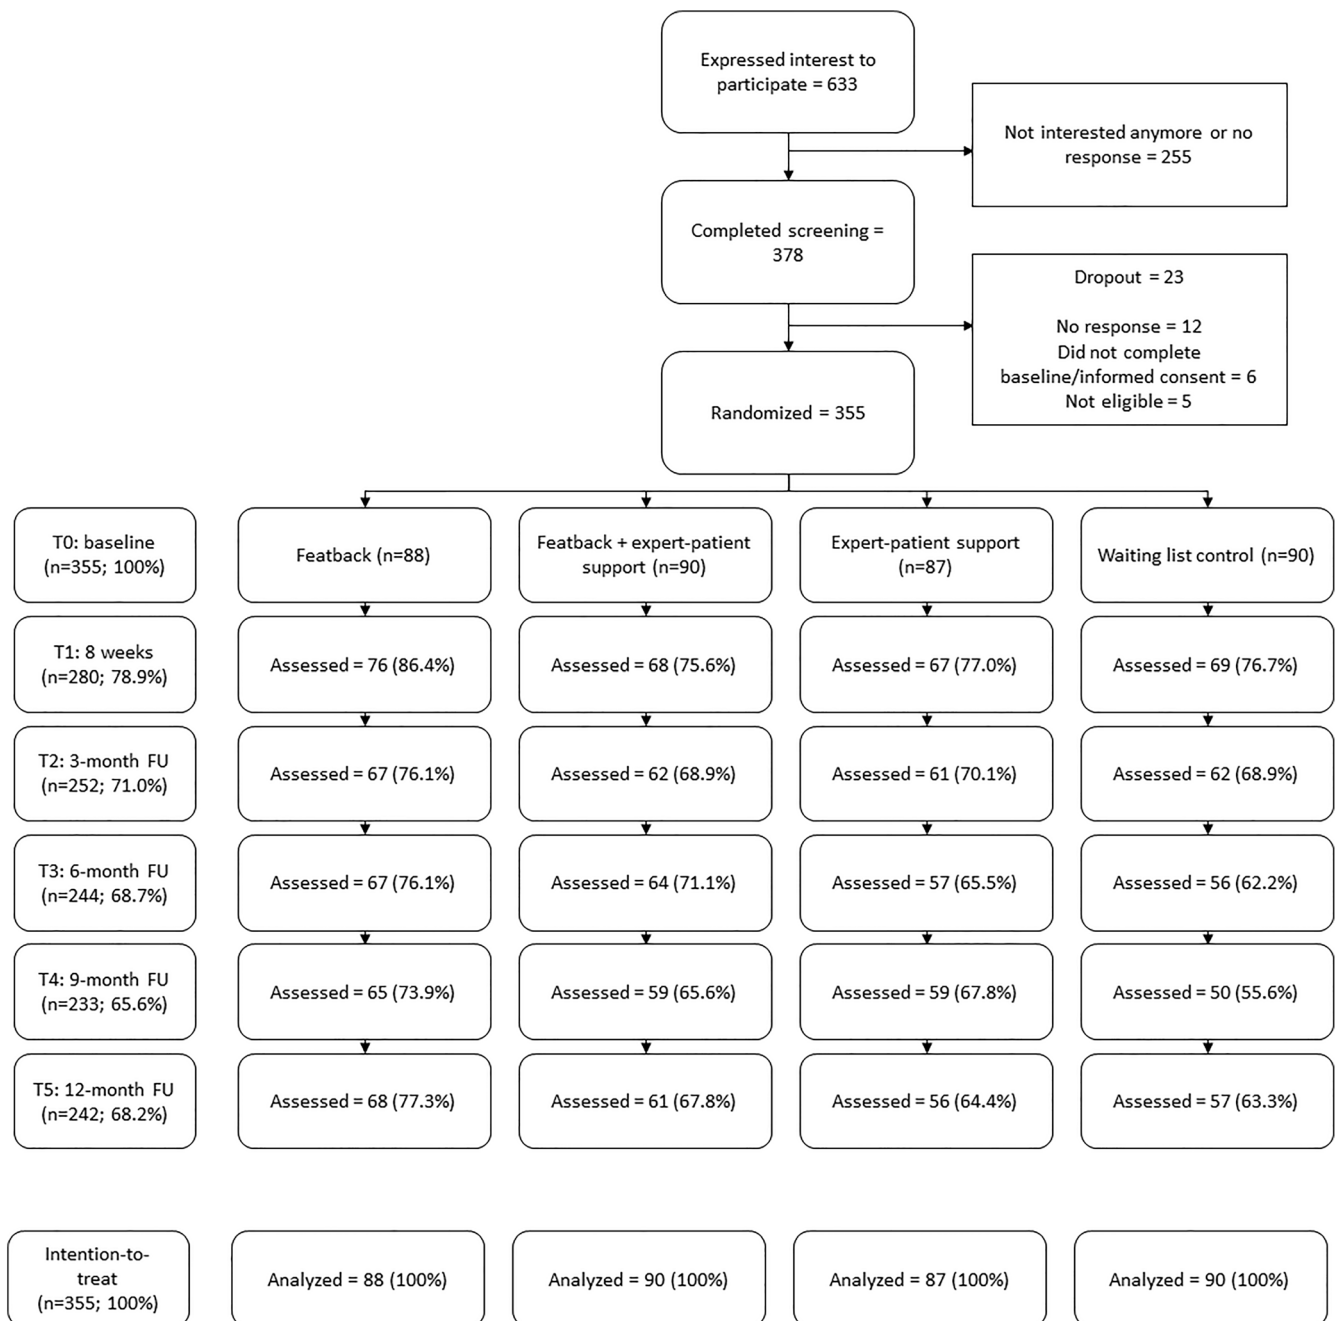 Expressed interest to
participate = 633
Not interested anymore or no
response = 255
Completed screening =
378
Dropout = 23
No response = 12
Did not complete
baseline/informed consent = 6
Not eligible = 5
Randomized = 355
T0: baseline
(n=355; 100%)
Featback (n=88)
Featback + expert-patient
support (n=90)
Expert-patient support
(n=87)
Waiting list control (n=90)
T1: 8 weeks
(n=280; 78.9%)
Assessed = 76 (86.4%)
Assessed = 68 (75.6%)
Assessed = 67 (77.0%)
Assessed = 69 (76.7%)
T2: 3-month FU
(n=252; 71.0%)
Assessed = 67 (76.1%)
Assessed = 62 (68.9%)
Assessed = 61 (70.1%)
Assessed = 62 (68.9%)
T3: 6-month FU
(n=244; 68.7%)
Assessed = 67 (76.1%)
Assessed = 64 (71.1%)
Assessed = 57 (65.5%)
Assessed = 56 (62.2%)
T4: 9-month FU
(n=233; 65.6%)
Assessed = 65 (73.9%)
Assessed = 59 (65.6%)
Assessed = 59 (67.8%)
Assessed = 50 (55.6%)
T5: 12-month FU
(n=242; 68.2%)
Assessed = 68 (77.3%)
Assessed = 61 (67.8%)
Assessed = 56 (64.4%)
Assessed = 57 (63.3%)
Intention-to-
treat
(n=355; 100%)
Analyzed = 88 (100%)
Analyzed = 90 (100%)
Analyzed = 87 (100%)
Analyzed = 90 (100%)